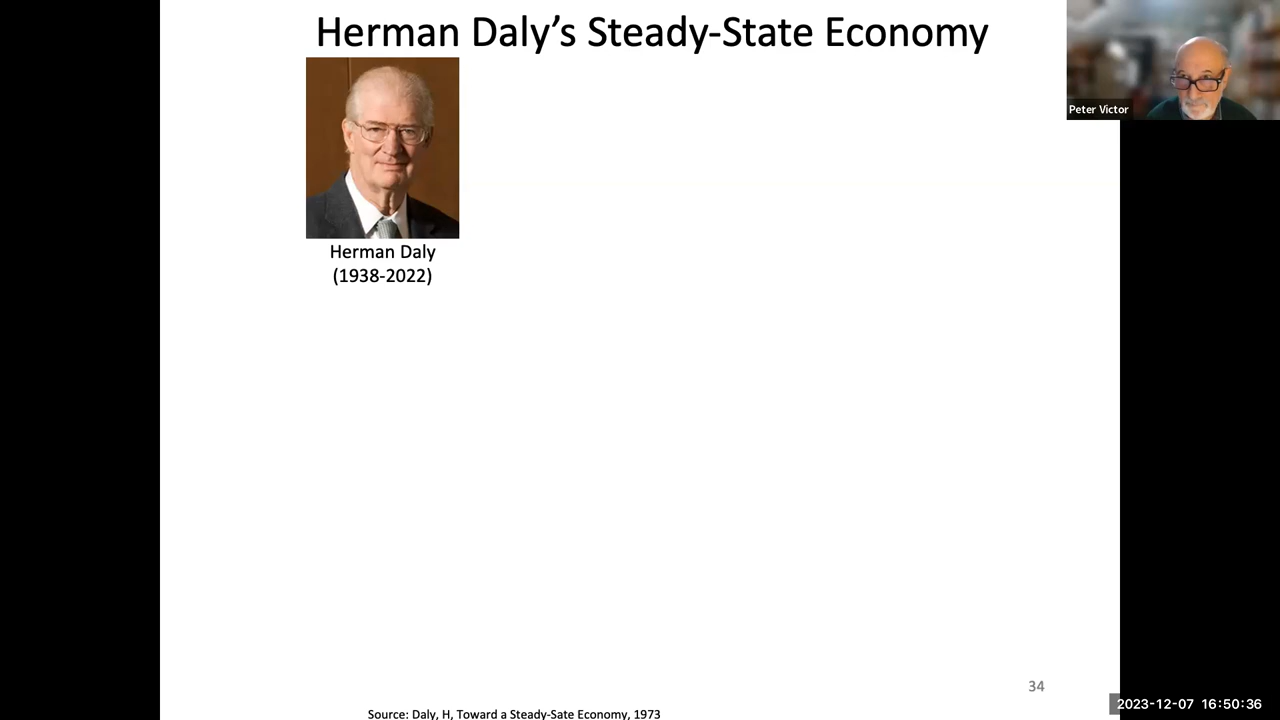 Herman Daly’s Steady-State Economy
Peter Victor
Herman Daly
(1938-2022)
34
2023-12-07 16:50:36
Source: Daly, H, Toward a Steady-Sate Economy, 1973